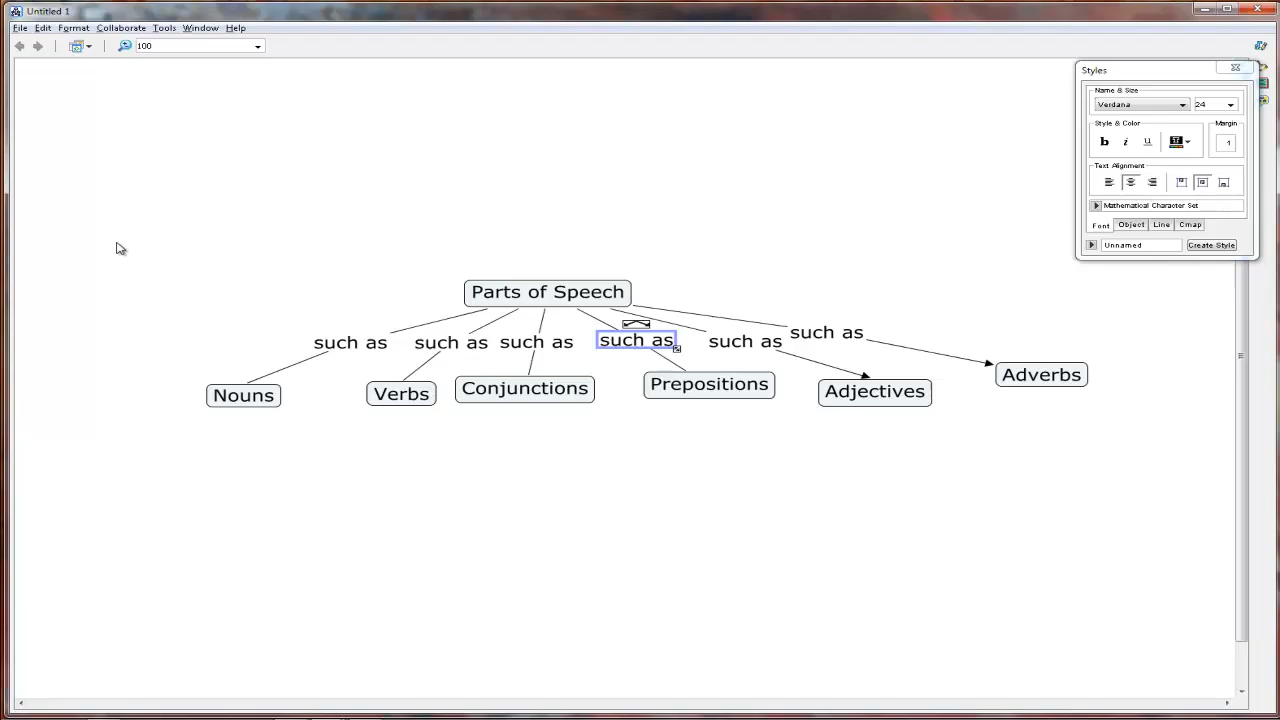 Untitled 1
File Edit Format Collaborate Tools Window Help
100
Styles
Name & Size
Verdana 24
Style & Color Margin
b i u 1
Text Alignment
Mathematical Character Set
Font Object Line Cmap
Unnamed Create Style
Parts of Speech
such as such as such as such as such as such as
Nouns Verbs Conjunctions Prepositions Adjectives Adverbs